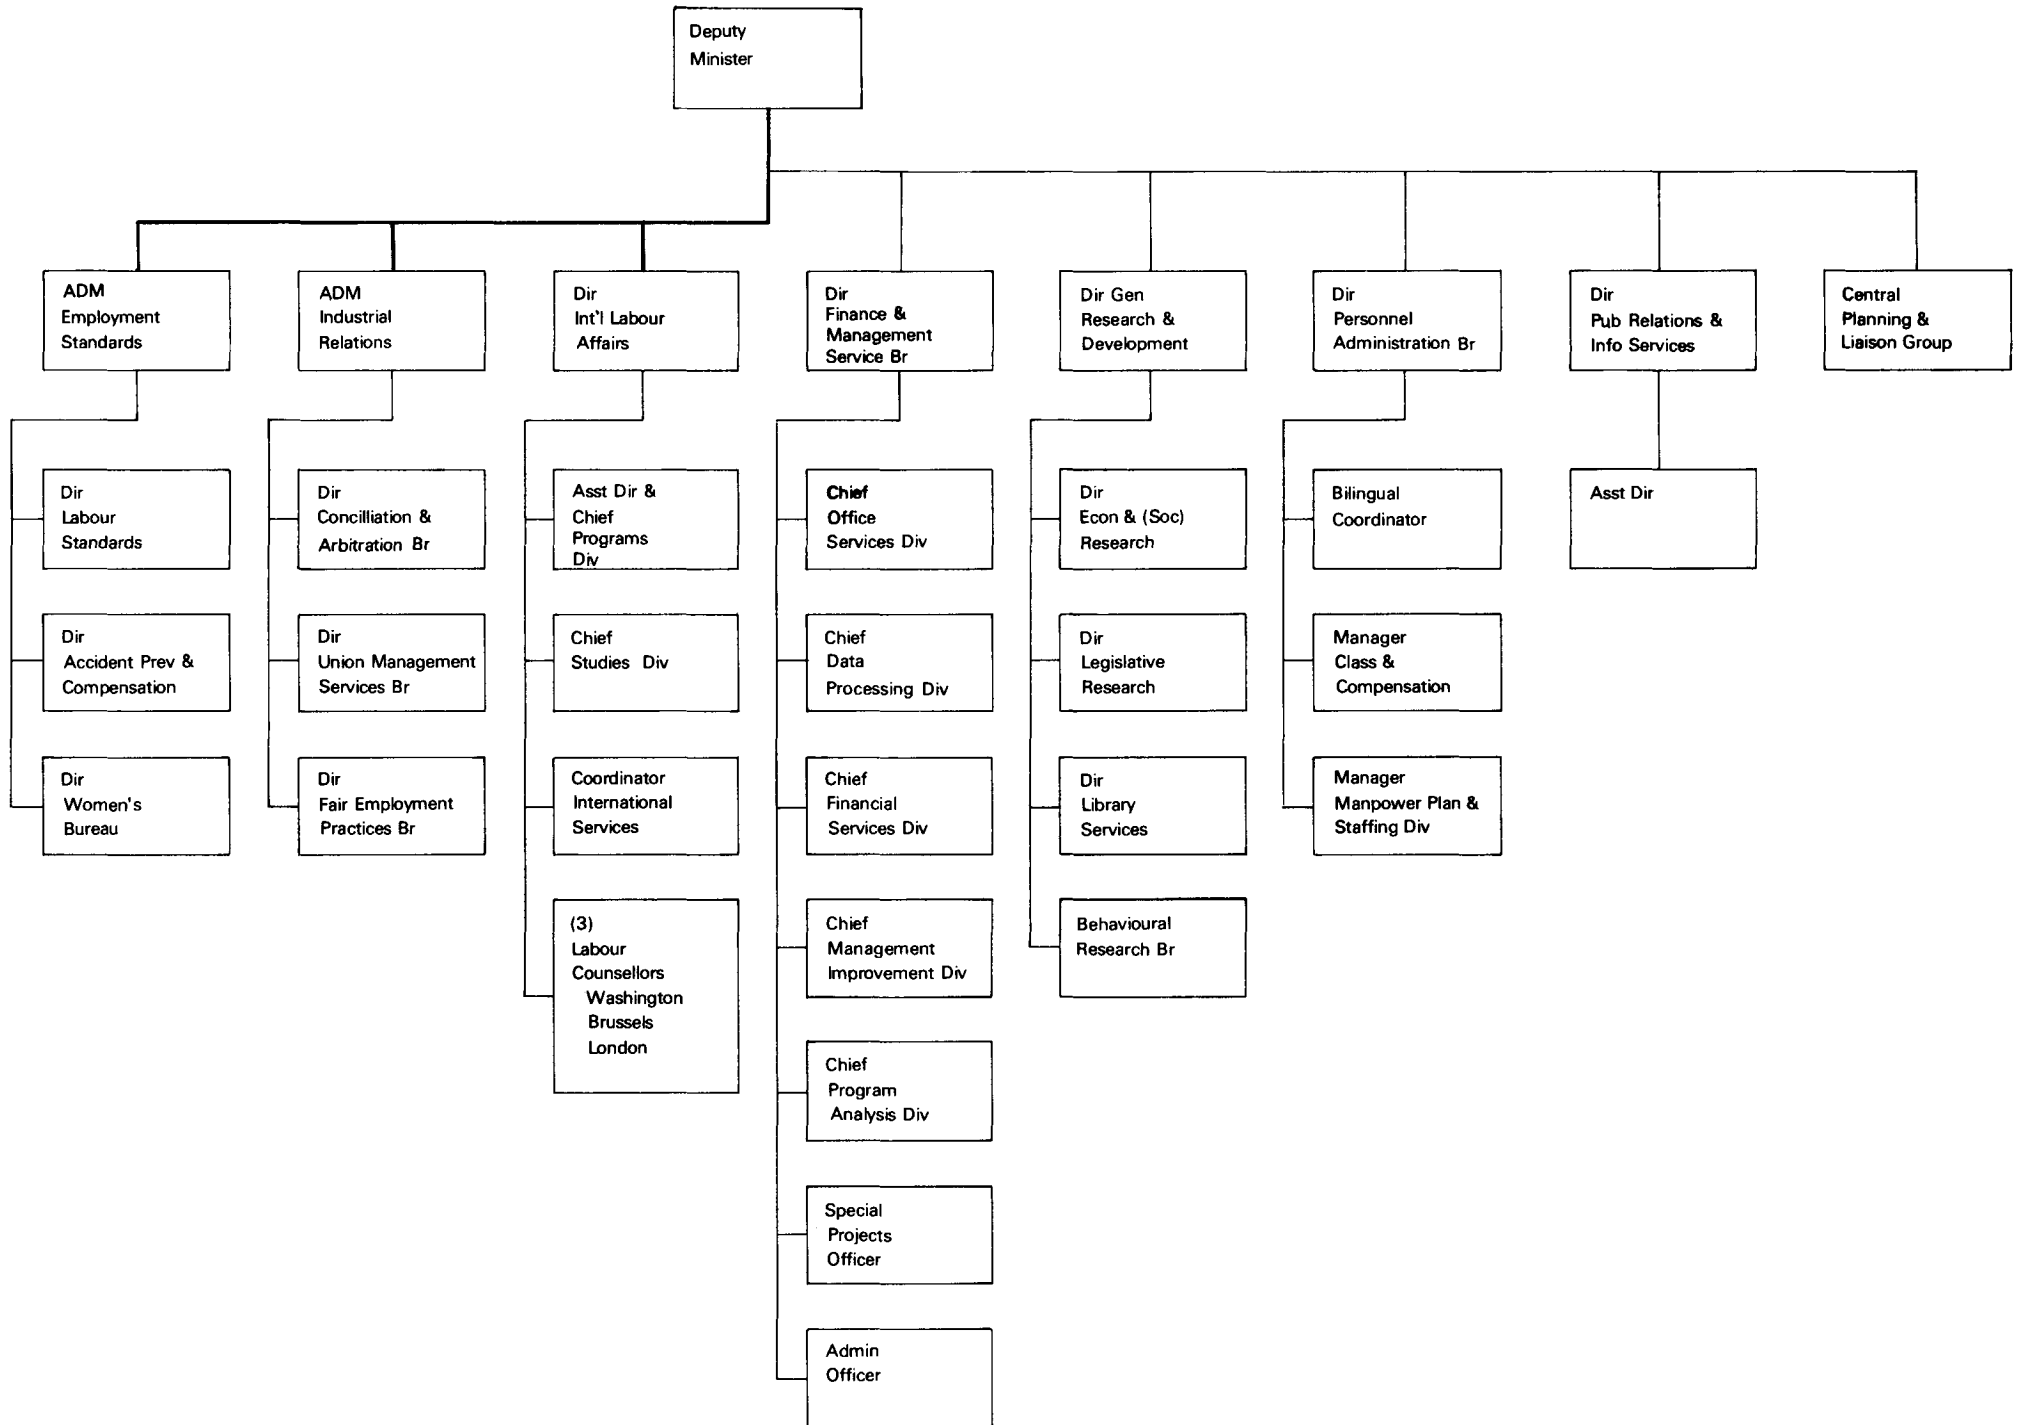 Deputy
Minister
ADM
Employment
Standards
ADM
Industrial
Relations
Dir
Int'l Labour
Affairs
Dir
Finance &
Management
Service Br
Dir Gen
Research &
Development
Dir
Personnel
Administration Br
Dir
Pub Relations &
Info Services
Central
Planning &
Liaison Group
Dir
Labour
Standards
Dir
Concilliation &
Arbitration Br
Asst Dir &
Chief
Programs
Div
Chief
Office
Services Div
Dir
Econ & (Soc)
Research
Bilingual
Coordinator
Asst Dir
Dir
Accident Prev &
Compensation
Dir
Union Management
Services Br
Chief
Studies Div
Chief
Data
Processing Div
Dir
Legislative
Research
Manager
Class &
Compensation
Dir
Women's
Bureau
Dir
Fair Employment
Practices Br
Coordinator
International
Services
Chief
Financial
Services Div
Dir
Library
Services
Manager
Manpower Plan &
Staffing Div
(3)
Labour
Counsellors
Washington
Brussels
London
Chief
Management
Improvement Div
Behavioural
Research Br
Chief
Program
Analysis Div
Special
Projects
Officer
Admin
Officer